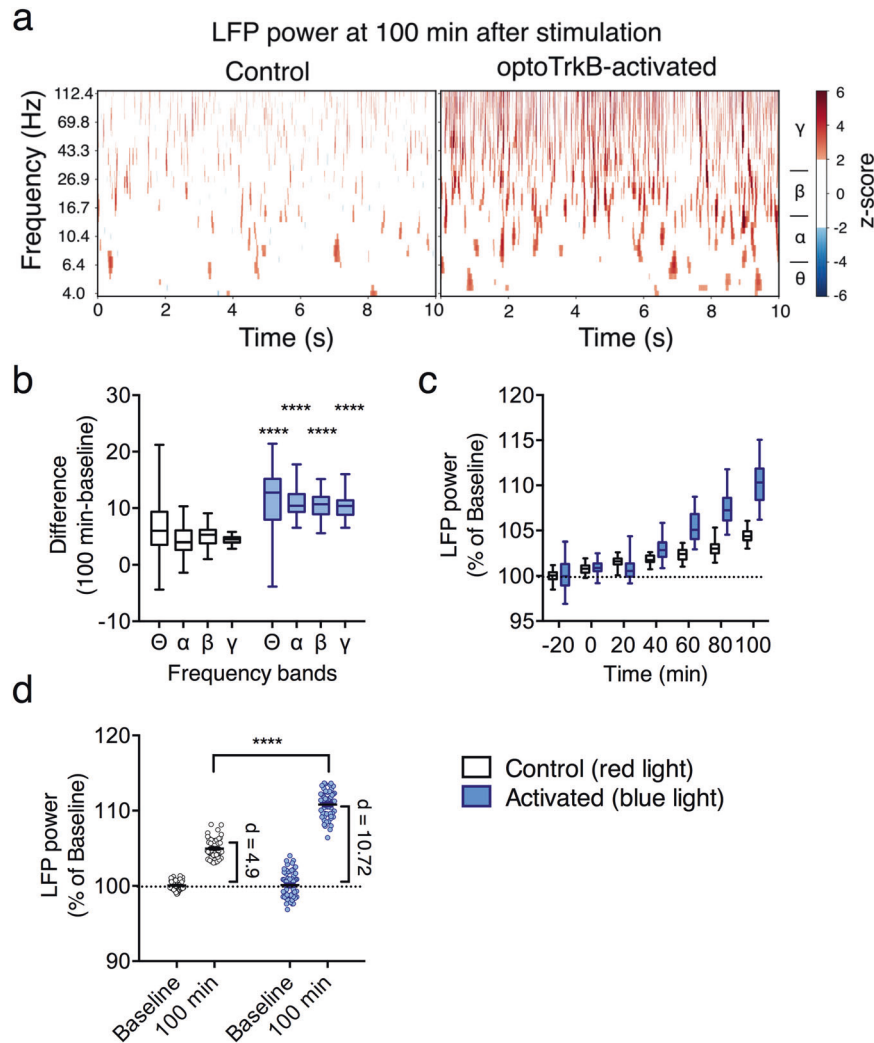 a
LFP power at 100 min after stimulation
Control
optoTrkB-activated
Frequency (Hz)
112.4
69.8
43.3
26.9
16.7
10.4
6.4
4.0
0 2 4 6 8 10
Time (s)
0 2 4 6 8 10
Time (s)
γ
β
α
θ
6
4
2
0
-2
-4
-6
z-score
b
Difference
(100 min-baseline)
30
20
10
0
-10
****
****
****
****
Θ α β γ Θ α β γ
Frequency bands
c
LFP power
(% of Baseline)
120
115
110
105
100
95
-20 0 20 40 60 80 100
Time (min)
d
LFP power
(% of Baseline)
120
110
100
90
****
d = 4.9
d = 10.72
Baseline
100 min
Baseline
100 min
Control (red light)
Activated (blue light)